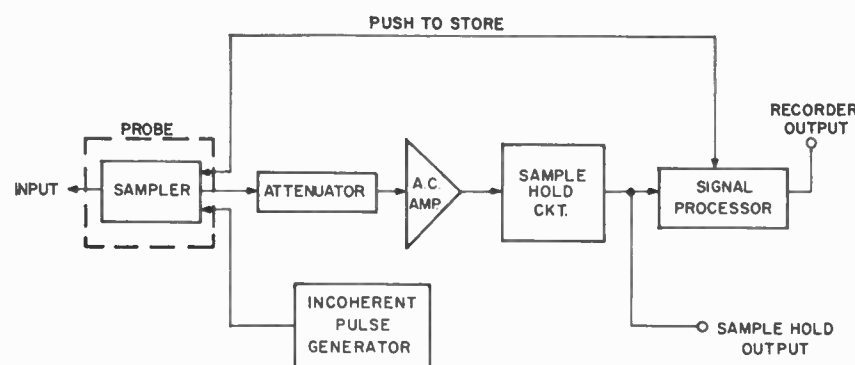 PUSH TO STORE
RECORDER
OUTPUT
PROBE
INPUT
SAMPLER
ATTENUATOR
A.C.
AMP.
SAMPLE
HOLD
CKT.
SIGNAL
PROCESSOR
INCOHERENT
PULSE
GENERATOR
SAMPLE HOLD
OUTPUT